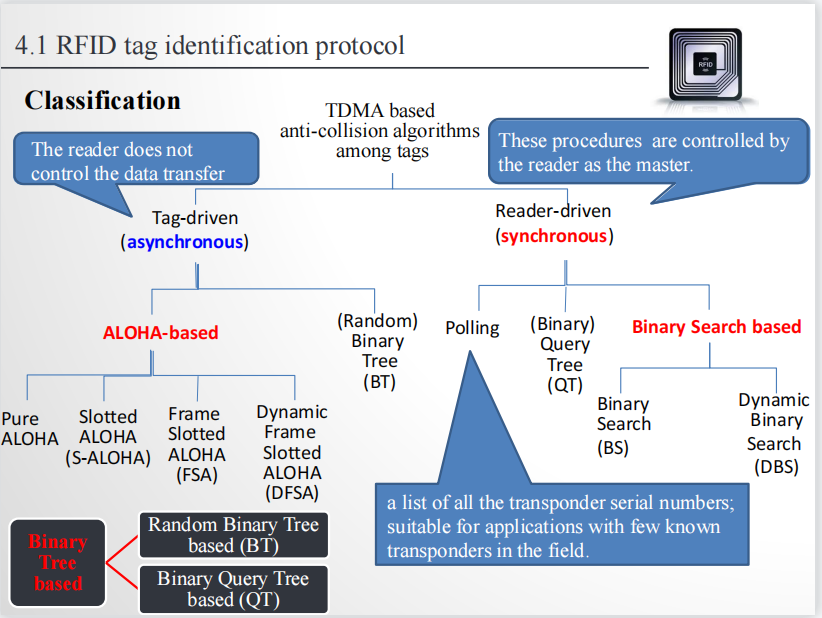 4.1 RFID tag identification protocol
RFID
Classification
TDMA based
anti-collision algorithms
among tags
The reader does not
control the data transfer
These procedures are controlled by
the reader as the master.
Tag-driven
(asynchronous)
Reader-driven
(synchronous)
ALOHA-based
(Random)
Binary
Tree
(BT)
Polling
(Binary)
Query
Tree
(QT)
Binary Search based
Pure
ALOHA
Slotted
ALOHA
(S-ALOHA)
Frame
Slotted
ALOHA
(FSA)
Dynamic
Frame
Slotted
ALOHA
(DFSA)
Binary
Search
(BS)
Dynamic
Binary
Search
(DBS)
a list of all the transponder serial numbers;
suitable for applications with few known
transponders in the field.
Binary
Tree
based
Random Binary Tree
based (BT)
Binary Query Tree
based (QT)